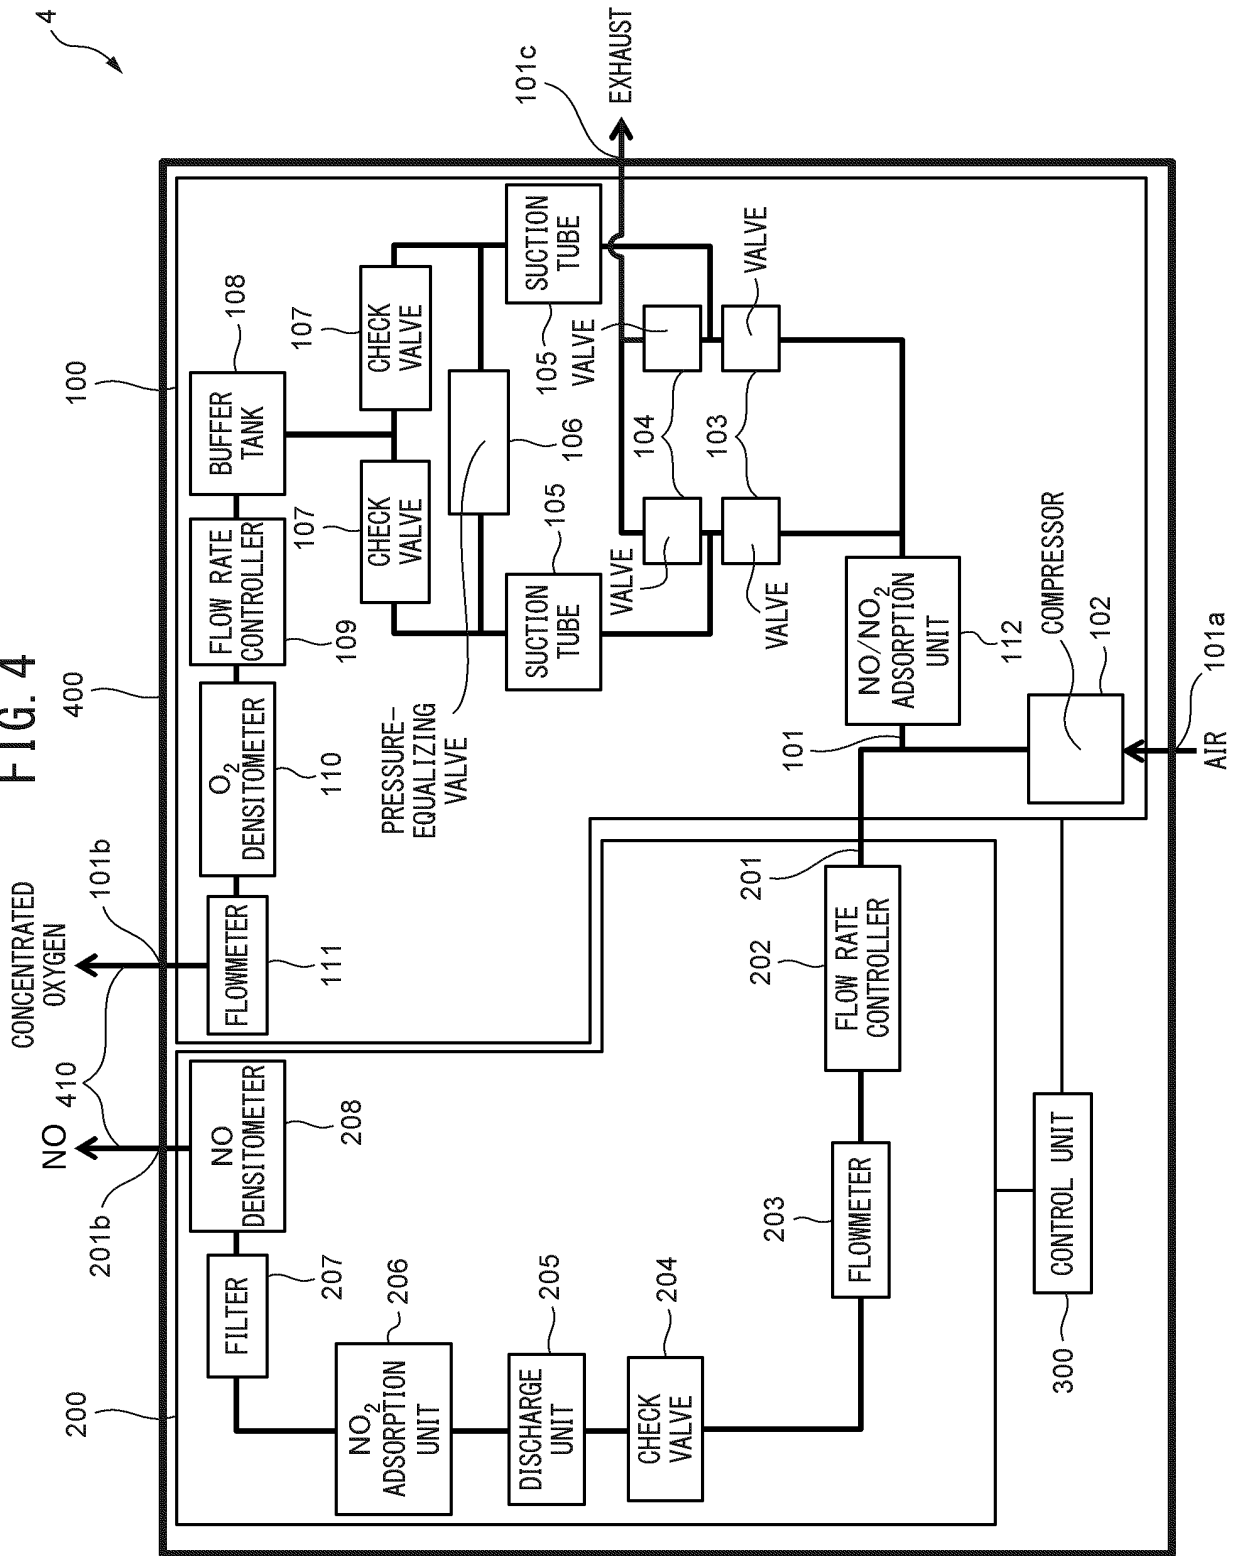 FIG. 4
4
400
100
200
CONCENTRATED
OXYGEN
101b
NO
410
201b
NO
DENSITOMETER
208
FILTER
207
NO2
ADSORPTION
UNIT
206
DISCHARGE
UNIT
205
CHECK
VALVE
204
FLOWMETER
203
FLOW RATE
CONTROLLER
202
201
CONTROL UNIT
300
FLOWMETER
111
O2
DENSITOMETER
110
FLOW RATE
CONTROLLER
109
BUFFER
TANK
108
CHECK
VALVE
107
CHECK
VALVE
107
PRESSURE-
EQUALIZING
VALVE
106
SUCTION
TUBE
105
SUCTION
TUBE
105
VALVE
VALVE
104
VALVE
VALVE
103
101c
EXHAUST
NO/NO2
ADSORPTION
UNIT
112
101
COMPRESSOR
102
101a
AIR